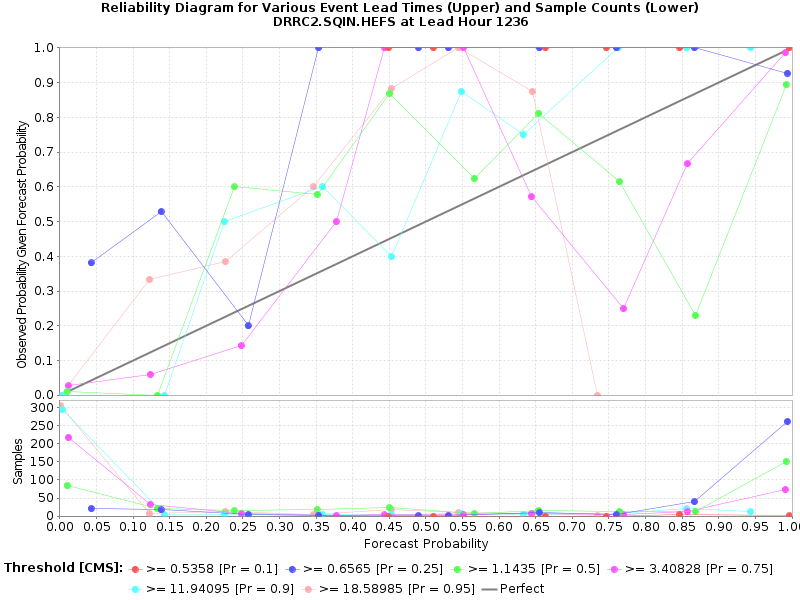 Reliability Diagram for Various Event Lead Times (Upper) and Sample Counts (Lower)
DRRC2.SQIN.HEFS at Lead Hour 1236
Observed Probability Given Forecast Probability
1.0
0.9
0.8
0.7
0.6
0.5
0.4
0.3
0.2
0.1
0.0
Samples
300
250
200
150
100
50
0
0.00 0.05 0.10 0.15 0.20 0.25 0.30 0.35 0.40 0.45 0.50 0.55 0.60 0.65 0.70 0.75 0.80 0.85 0.90 0.95 1.0
Forecast Probability
Threshold [CMS]: >= 0.5358 [Pr = 0.1] >= 0.6565 [Pr = 0.25] >= 1.1435 [Pr = 0.5] >= 3.40828 [Pr = 0.75]
>= 11.94095 [Pr = 0.9] >= 18.58985 [Pr = 0.95] Perfect